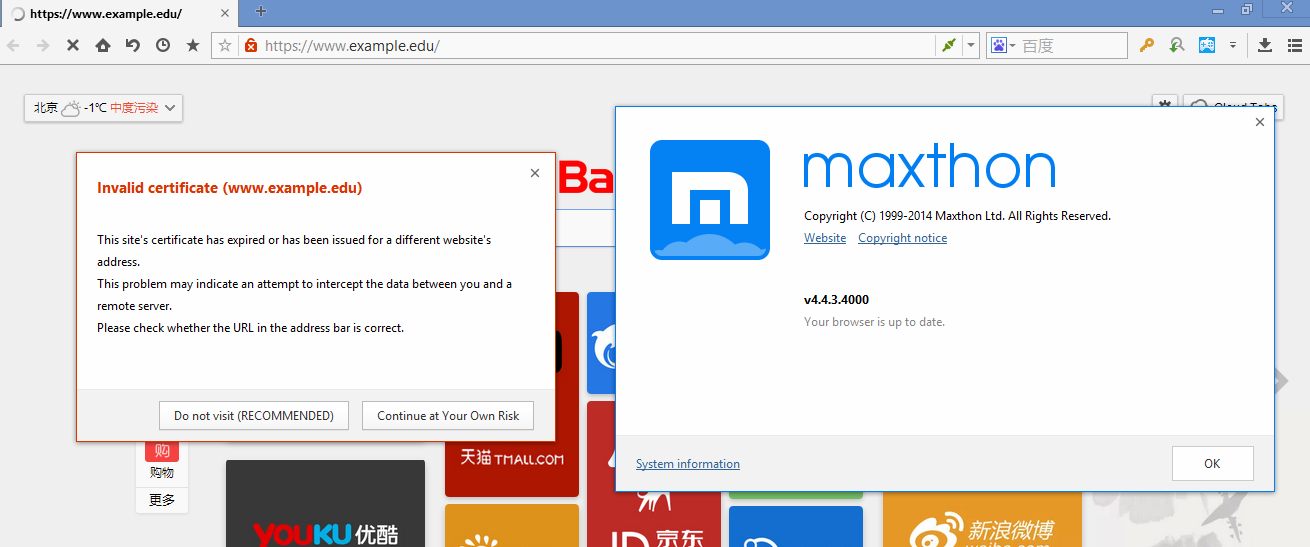 https://www.example.edu/
https://www.example.edu/
百度
北京 -1℃ 中度污染
Invalid certificate (www.example.edu)
This site's certificate has expired or has been issued for a different website's
address.
This problem may indicate an attempt to intercept the data between you and a
remote server.
Please check whether the URL in the address bar is correct.
Do not visit (RECOMMENDED)
Continue at Your Own Risk
Ba
maxthon
Copyright (C) 1999-2014 Maxthon Ltd. All Rights Reserved.
Website Copyright notice
v4.4.3.4000
Your browser is up to date.
System information
OK
Cloud Tabs
购
购物
更多
天猫 TMALL.COM
YOUKU 优酷
京东
新浪微博
weibo.com